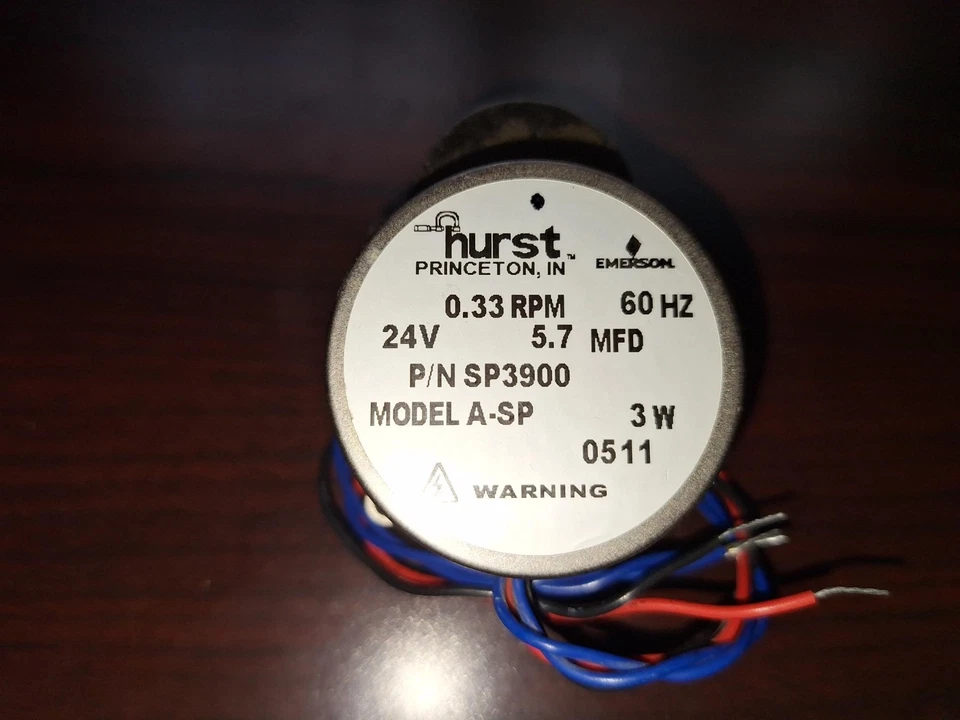 hurst™ EMERSON
PRINCETON, IN
0.33 RPM 60 HZ
24V 5.7 MFD
P/N SP3900
MODEL A-SP 3 W
0511
WARNING